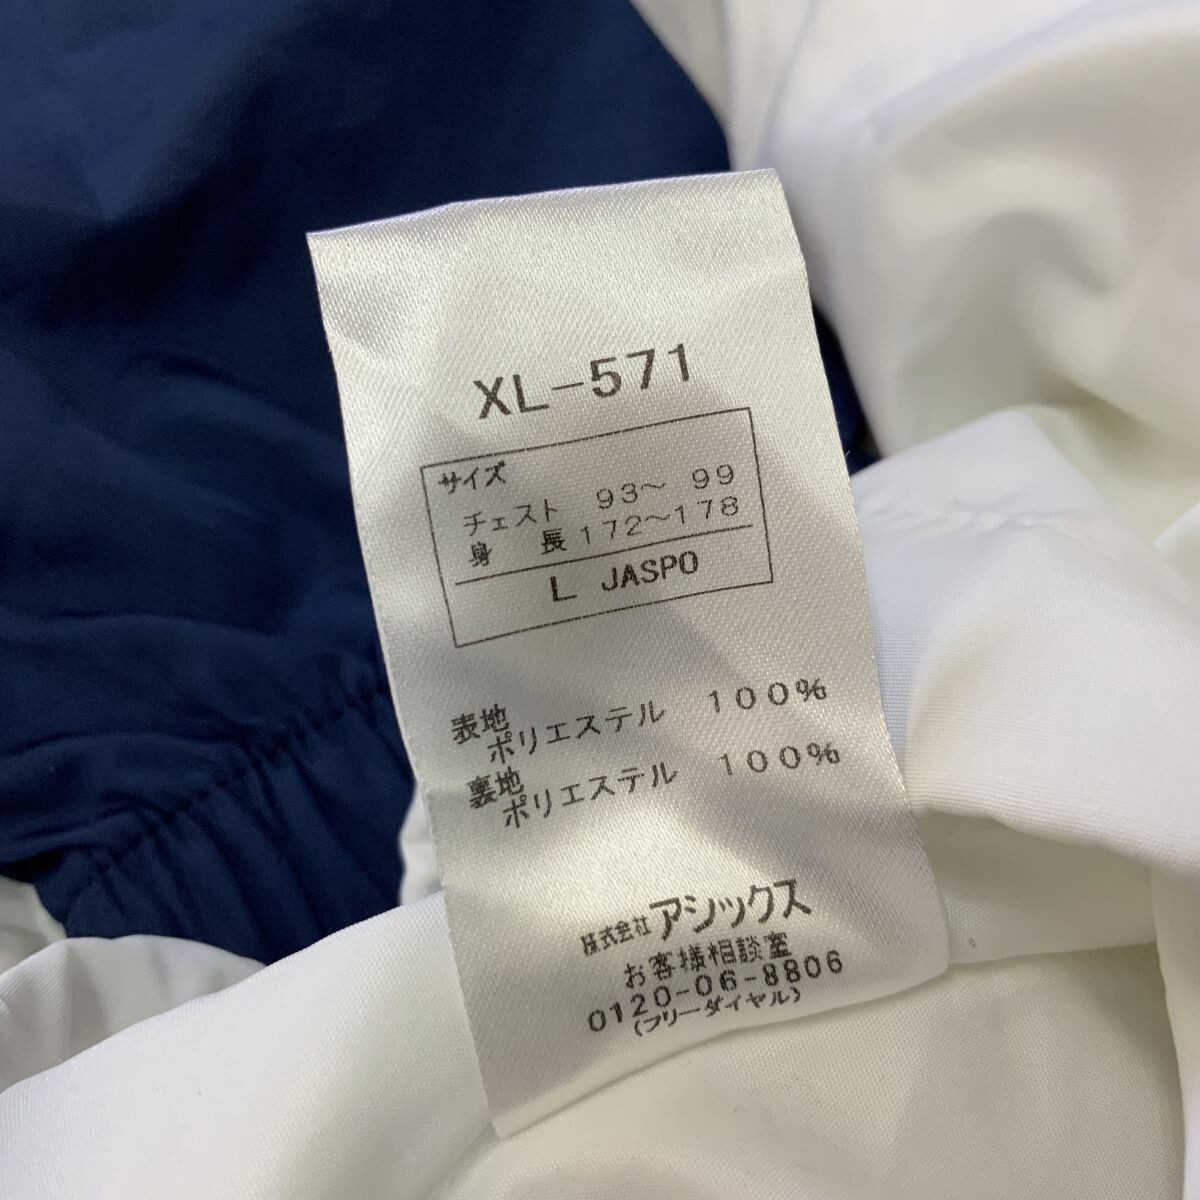 XL-571
サイズ
チェスト 93～ 99
身 長 172～178
L JASPO
表地
ポリエステル 100%
裏地
ポリエステル 100%
株式会社 アシックス
お客様相談室
0120-06-8806
(フリーダイヤル)